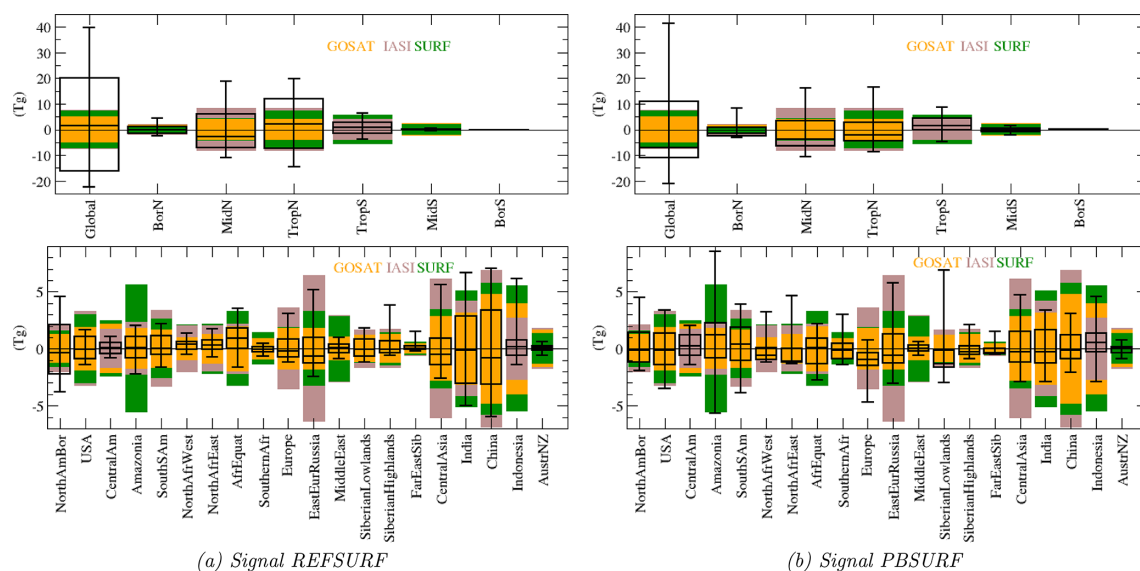 (Tg)
40
30
20
10
0
-10
-20
GOSAT IASI SURF
Global
BorN
MidN
TropN
TropS
MidS
BorS
(Tg)
5
0
-5
GOSAT IASI SURF
NorthAmBor
USA
CentralAm
Amazonia
SouthSAm
NorthAfrWest
NorthAfrEast
AfrEquat
SouthernAfr
Europe
EastEurRussia
MiddleEast
SiberianLowlands
SiberianHighlands
FarEastSib
CentralAsia
India
China
Indonesia
AustrNZ
(a) Signal REFSURF
(Tg)
40
30
20
10
0
-10
-20
GOSAT IASI SURF
Global
BorN
MidN
TropN
TropS
MidS
BorS
(Tg)
5
0
-5
GOSAT IASI SURF
NorthAmBor
USA
CentralAm
Amazonia
SouthSAm
NorthAfrWest
NorthAfrEast
AfrEquat
SouthernAfr
Europe
EastEurRussia
MiddleEast
SiberianLowlands
SiberianHighlands
FarEastSib
CentralAsia
India
China
Indonesia
AustrNZ
(b) Signal PBSURF